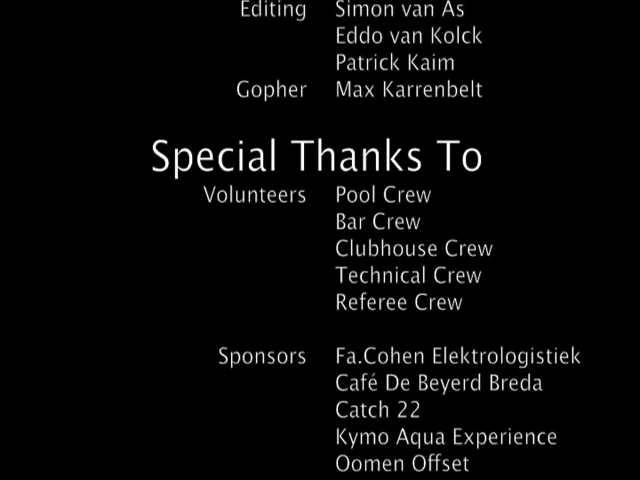 Editing Simon van As
Eddo van Kolck
Patrick Kaim
Gopher Max Karrenbelt
Special Thanks To
Volunteers Pool Crew
Bar Crew
Clubhouse Crew
Technical Crew
Referee Crew
Sponsors Fa.Cohen Elektrologistiek
Café De Beyerd Breda
Catch 22
Kymo Aqua Experience
Oomen Offset